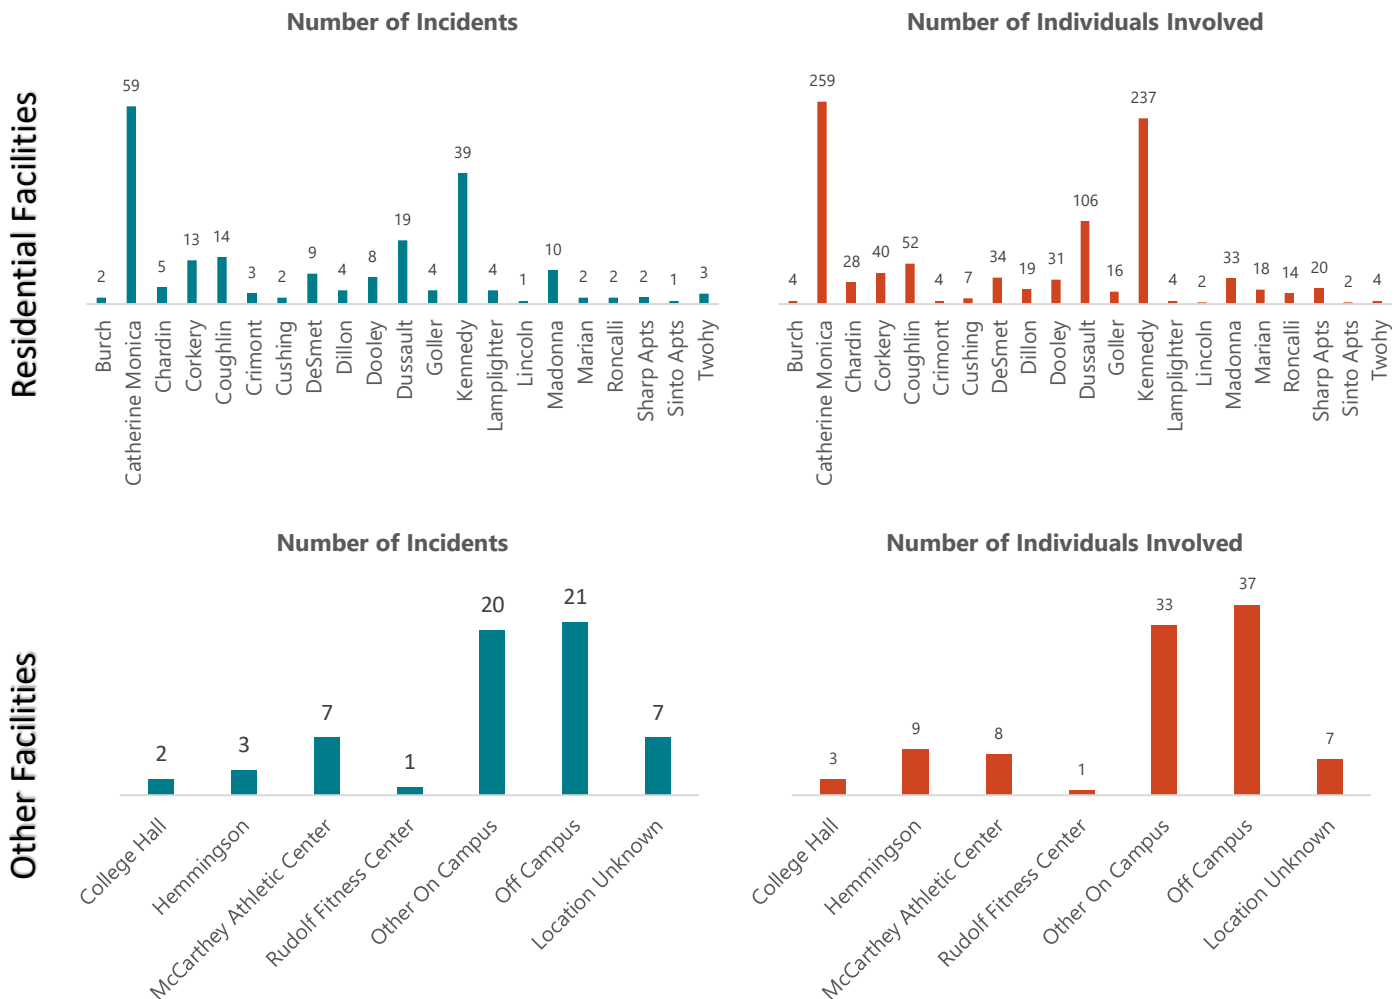 Number of Incidents
Number of Individuals Involved
Residential Facilities
59
39
19
14
13
10
9
8
5
4
4
4
3
3
2
2
2
2
2
1
1
Burch
Catherine Monica
Chardin
Corkery
Coughlin
Crimont
Cushing
DeSmet
Dillon
Dooley
Dussault
Goller
Kennedy
Lamplighter
Lincoln
Madonna
Marian
Roncalli
Sharp Apts
Sinto Apts
Twohy
259
237
106
52
40
34
33
31
28
20
19
18
16
14
7
4
4
4
4
2
2
Burch
Catherine Monica
Chardin
Corkery
Coughlin
Crimont
Cushing
DeSmet
Dillon
Dooley
Dussault
Goller
Kennedy
Lamplighter
Lincoln
Madonna
Marian
Roncalli
Sharp Apts
Sinto Apts
Twohy
Number of Incidents
Number of Individuals Involved
Other Facilities
2
3
7
1
20
21
7
College Hall
Hemmingson
McCarthey Athletic Center
Rudolf Fitness Center
Other On Campus
Off Campus
Location Unknown
3
9
8
1
33
37
7
College Hall
Hemmingson
McCarthey Athletic Center
Rudolf Fitness Center
Other On Campus
Off Campus
Location Unknown